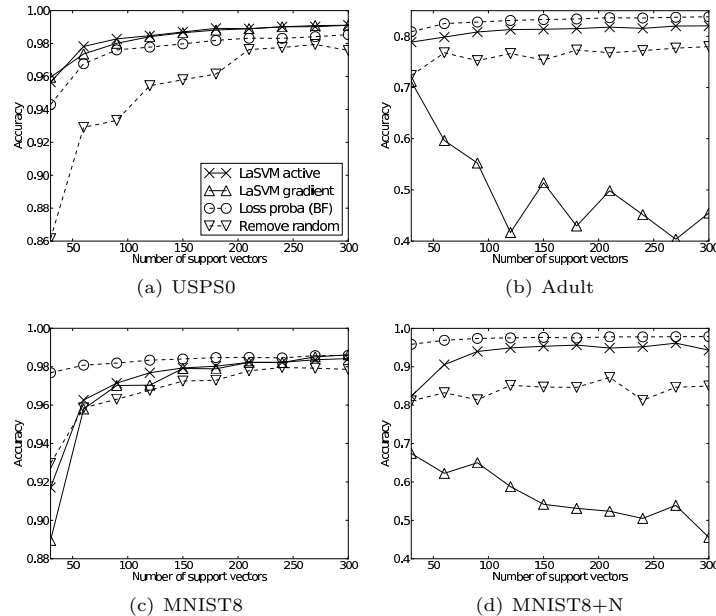 1.00
0.98
0.96
0.94
0.92
0.90
0.88
0.86
Accuracy
50 100 150 200 250 300
Number of support vectors
LaSVM active
LaSVM gradient
Loss proba (BF)
Remove random
(a) USPS0
0.8
0.7
0.6
0.5
0.4
Accuracy
50 100 150 200 250 300
Number of support vectors
(b) Adult
1.00
0.98
0.96
0.94
0.92
0.90
0.88
Accuracy
50 100 150 200 250 300
Number of support vectors
(c) MNIST8
1.0
0.9
0.8
0.7
0.6
0.5
0.4
Accuracy
50 100 150 200 250 300
Number of support vectors
(d) MNIST8+N